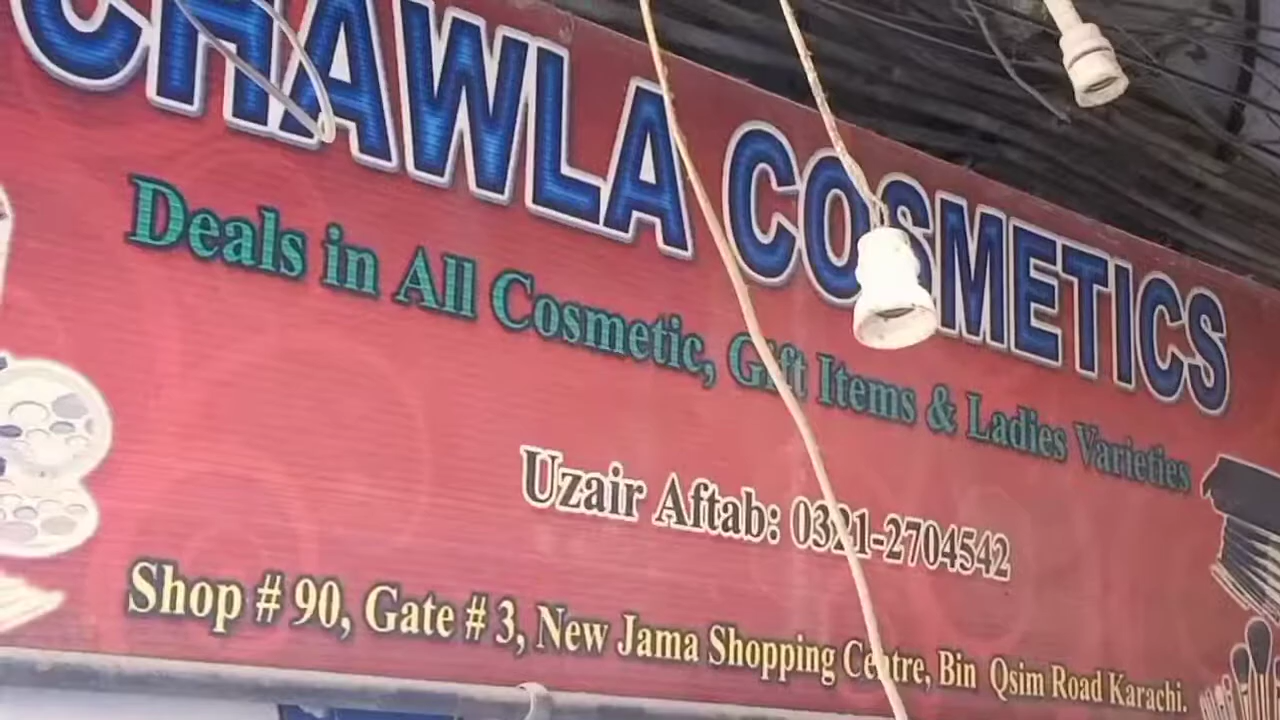 CHAWLA COSMETICS
Deals in All Cosmetic, Gift Items & Ladies Varieties
Uzair Aftab: 0321-2704542
Shop # 90, Gate # 3, New Jama Shopping Centre, Bin Qsim Road Karachi.